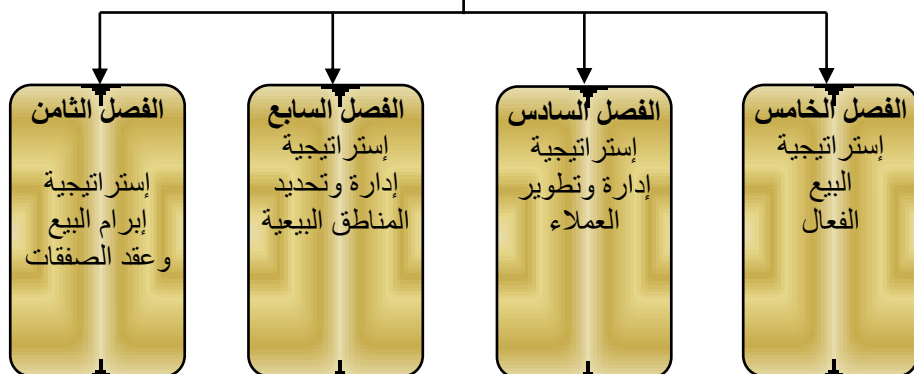 الفصل الخامس
إستراتيجية
البيع
الفعال
الفصل السادس
إستراتيجية
إدارة وتطوير
العملاء
الفصل السابع
إستراتيجية
إدارة وتحديد
المناطق البيعية
الفصل الثامن
إستراتيجية
إبرام البيع
وعقد الصفقات